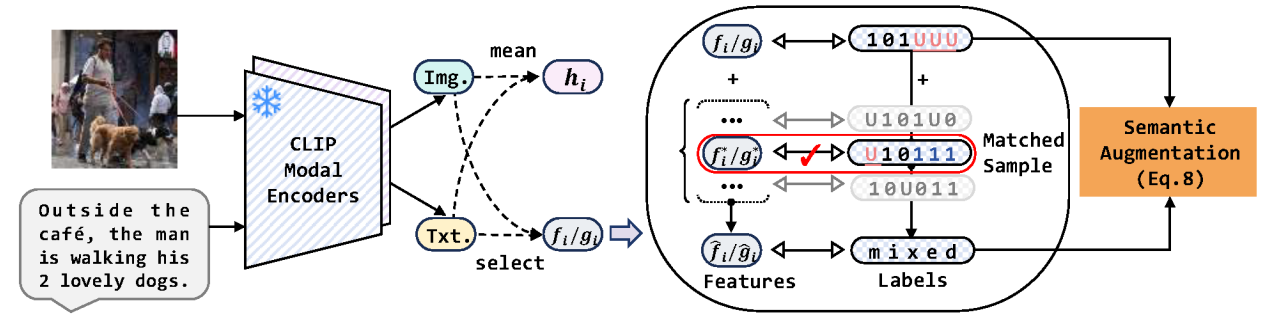 Outside the
café, the man
is walking his
2 lovely dogs.
CLIP
Modal
Encoders
Img.
Txt.
mean
select
h_i
f_i/g_i
f_i/g_i
101UUU
+
+
...
U101U0
f_i^*/g_i^*
U10111
...
10U011
Matched
Sample
f̂_i/ĝ_i
mixed
Features
Labels
Semantic
Augmentation
(Eq.8)